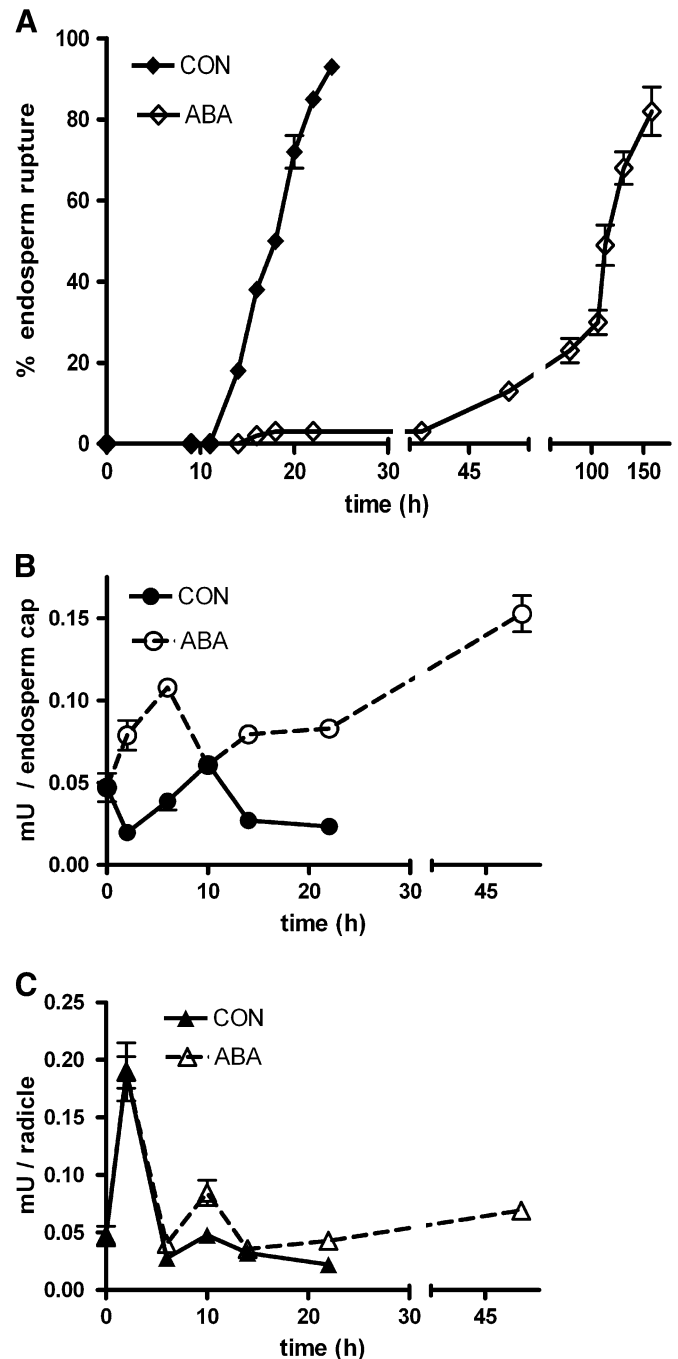 A
100
CON
ABA
80
60
40
20
0
% endosperm rupture
0 10 20 30 45 100 150
time (h)
B
CON
ABA
0.15
0.10
0.05
0.00
mU / endosperm cap
0 10 20 30 45
time (h)
C
0.25
CON
ABA
0.20
0.15
0.10
0.05
0.00
mU / radicle
0 10 20 30 45
time (h)